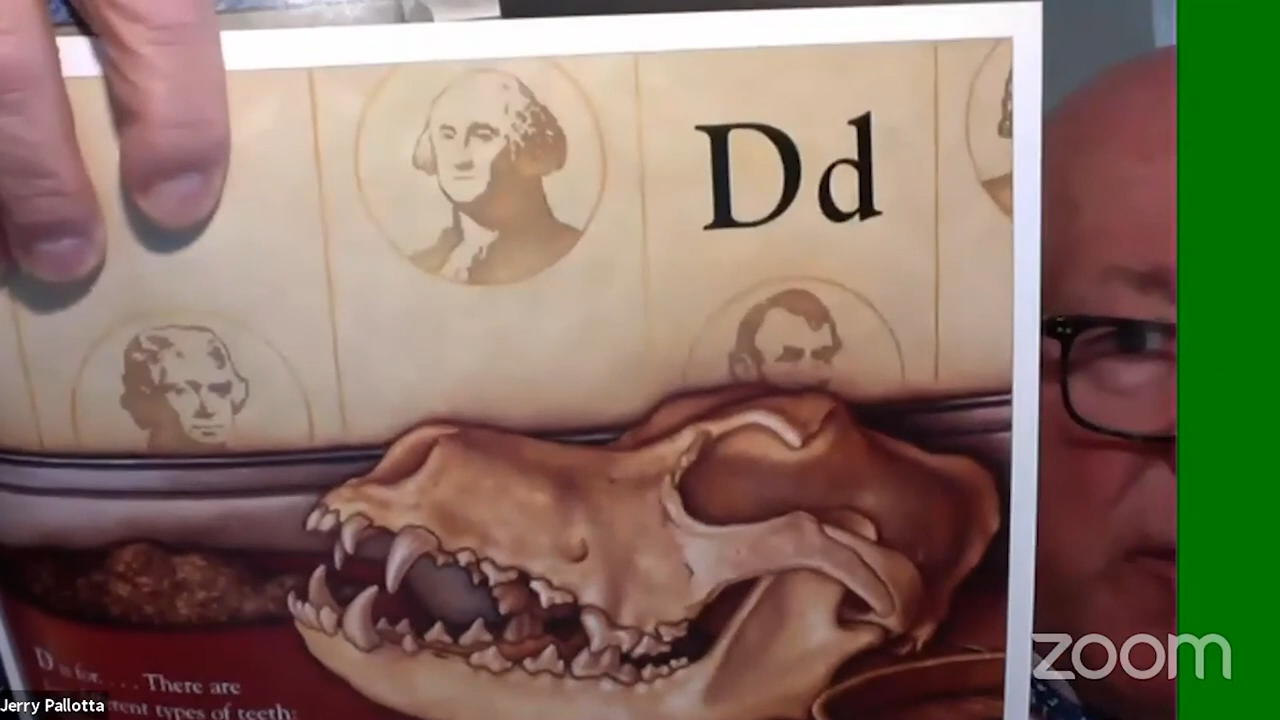 Dd
D is for. . . . There are
rent types of teeth:
Jerry Pallotta
zoom